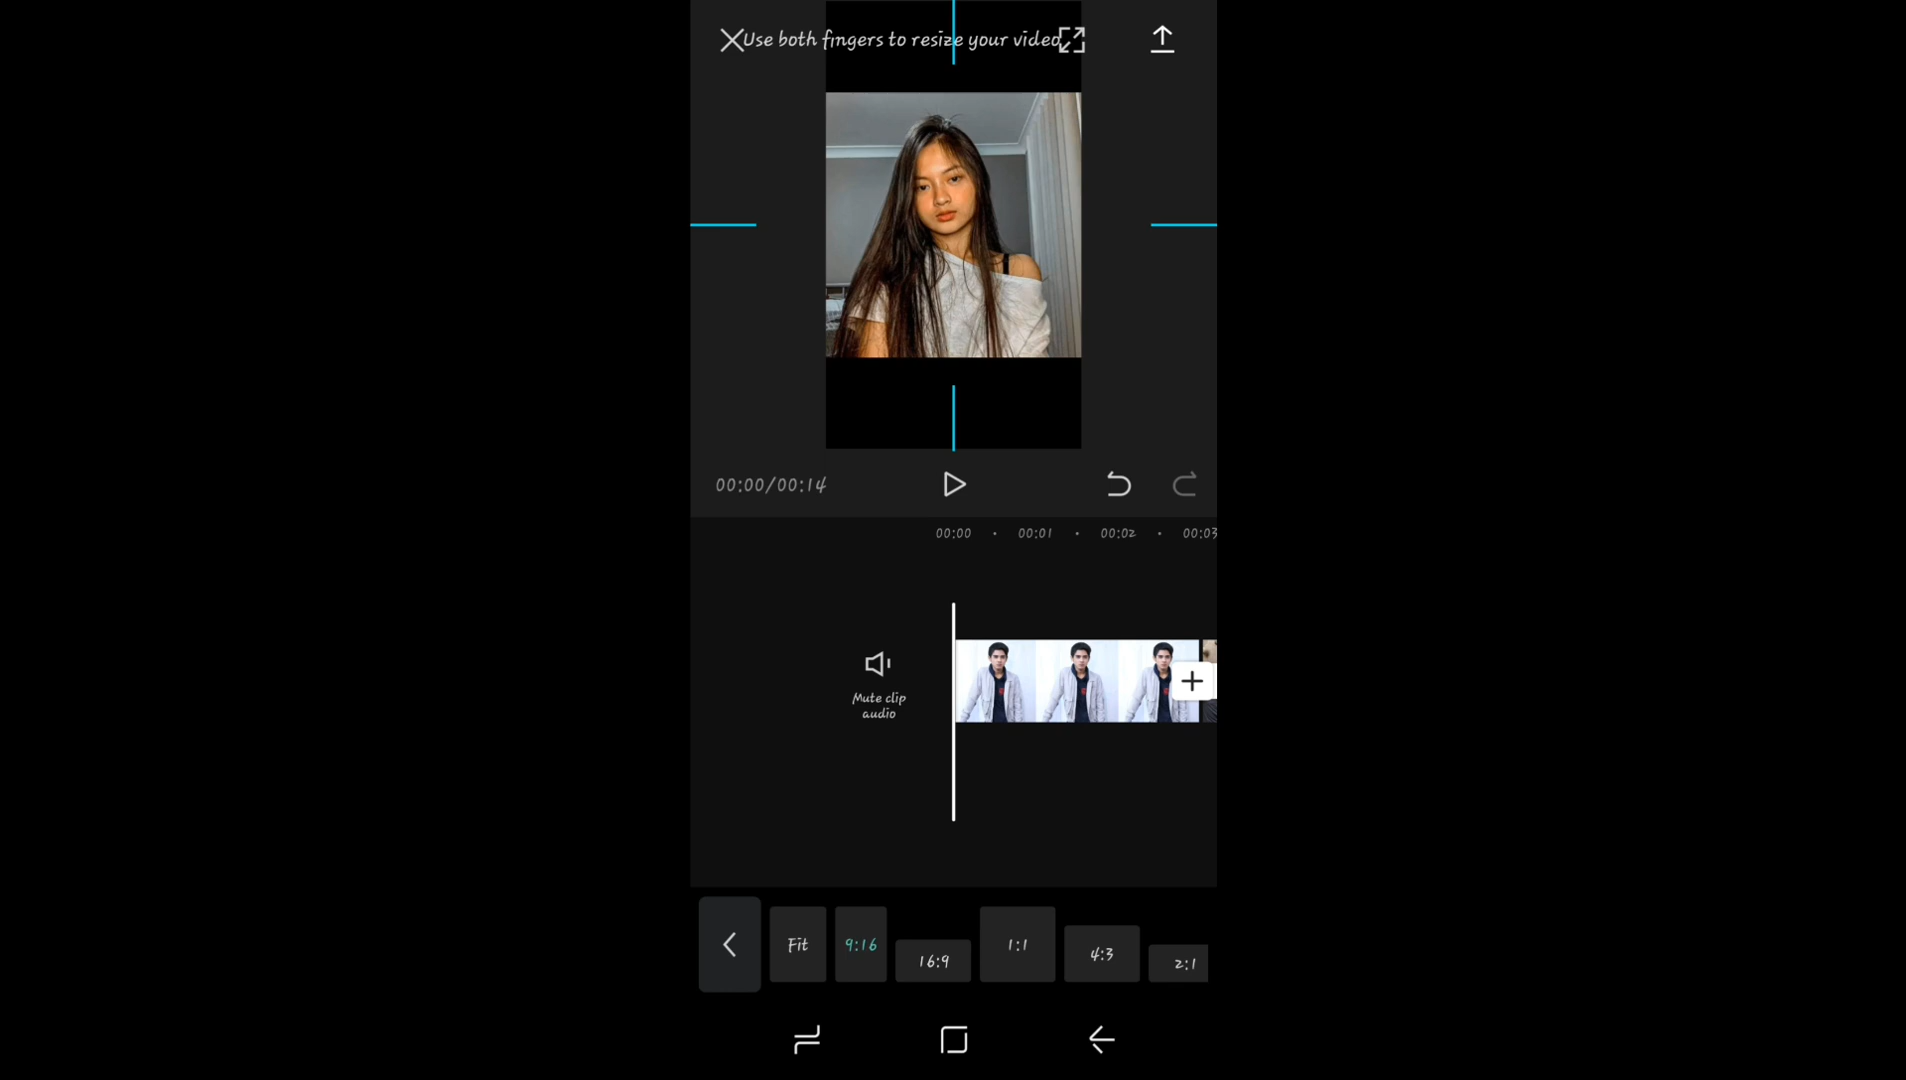 Use both fingers to resize your video
00:00/00:14
00:00 00:01 00:02 00:03
Mute clip
audio
Fit 9:16 16:9 1:1 4:3 2:1